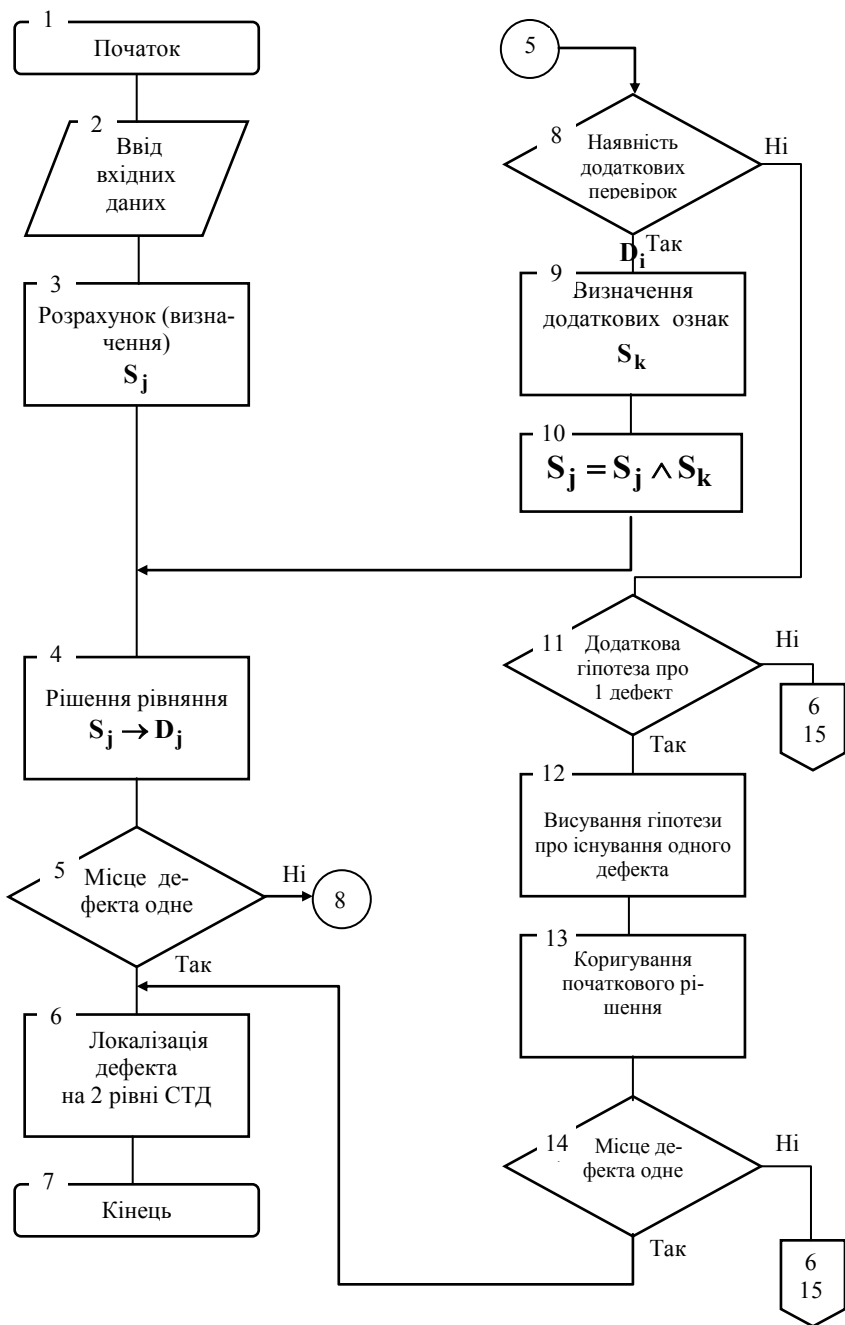 1
Початок
2
Ввід
вхідних
даних
3
Розрахунок (визна-
чення)
Sj
4
Рішення рівняння
Sj → Dj
5
Місце де-
фекта одне
Ні
8
Так
6
Локалізація
дефекта
на 2 рівні СТД
7
Кінець
5
8
Наявність
додаткових
перевірок
Ні
Di
Так
9
Визначення
додаткових ознак
Sk
10
Sj = Sj ∧ Sk
11
Додаткова
гіпотеза про
1 дефект
Ні
6
15
Так
12
Висування гіпотези
про існування одного
дефекта
13
Коригування
початкового рі-
шення
14
Місце де-
фекта одне
Ні
6
15
Так